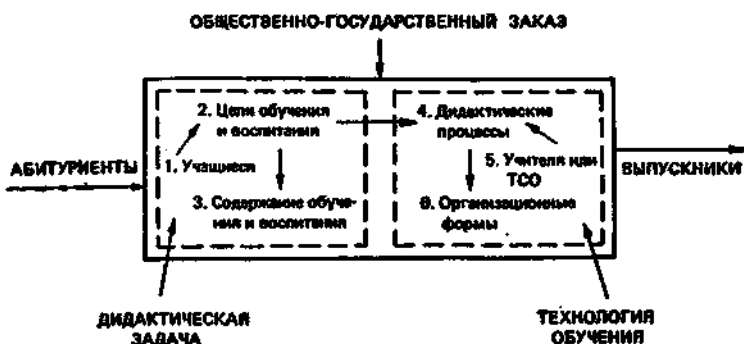 ОБЩЕСТВЕННО-ГОСУДАРСТВЕННЫЙ ЗАКАЗ
АБИТУРИЕНТЫ
2. Цели обучения
и воспитания
1. Учащиеся
3. Содержание обуче-
ния и воспитания
4. Дидактические
процессы
5. Учителя или
ТСО
6. Организационные
формы
ВЫПУСКНИКИ
ДИДАКТИЧЕСКАЯ
ЗАДАЧА
ТЕХНОЛОГИЯ
ОБУЧЕНИЯ